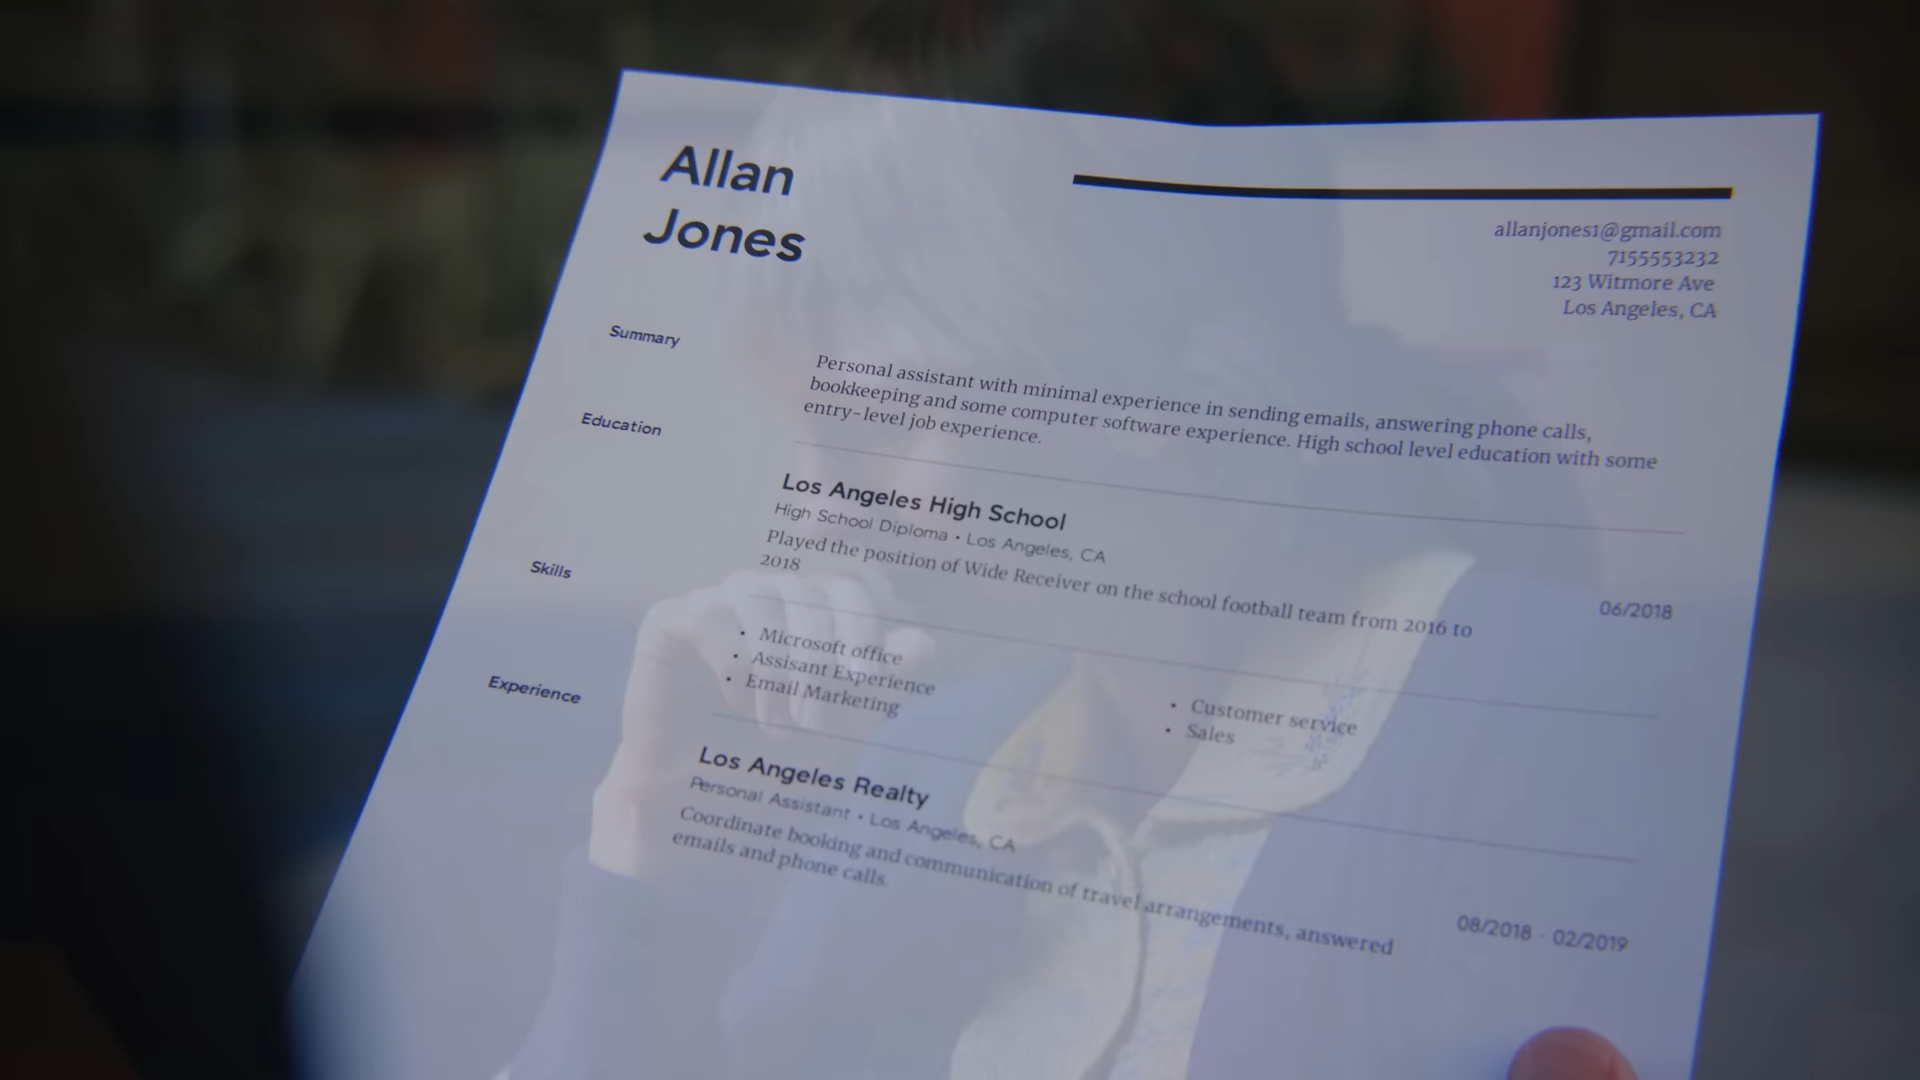 Allan
Jones
allanjones1@gmail.com
7155553232
123 Witmore Ave
Los Angeles, CA
Summary
Personal assistant with minimal experience in sending emails, answering phone calls,
bookkeeping and some computer software experience. High school level education with some
entry-level job experience.
Education
Los Angeles High School
High School Diploma • Los Angeles, CA
Played the position of Wide Receiver on the school football team from 2016 to
2018
06/2018
Skills
• Microsoft office
• Assisant Experience
• Email Marketing
• Customer service
• Sales
Experience
Los Angeles Realty
Personal Assistant • Los Angeles, CA
Coordinate booking and communication of travel arrangements, answered
emails and phone calls.
08/2018 - 02/2019